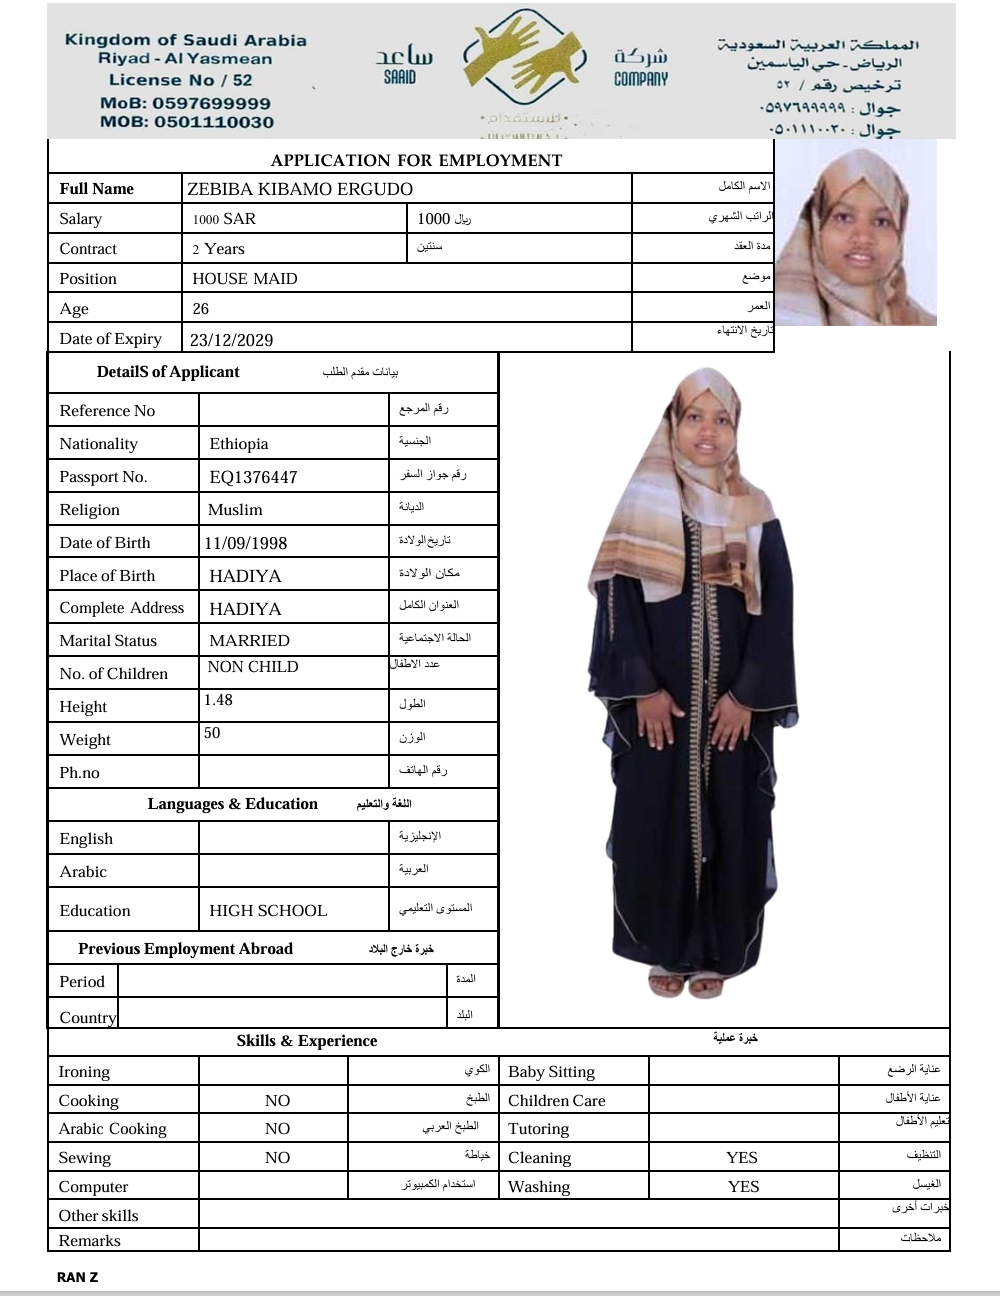 Kingdom of Saudi Arabia
Riyad - Al Yasmean
License No / 52
MoB: 0597699999
MOB: 0501110030
ساعد
SAAID
شركة
COMPANY
للاستقدام
المملكة العربية السعودية
الرياض - حي الياسمين
ترخيص رقم / ٥٢
جوال : ٠٥٩٧٦٩٩٩٩٩
جوال : ٠٥٠١١١٠٠٣٠
APPLICATION FOR EMPLOYMENT
Full Name ZEBIBA KIBAMO ERGUDO الاسم الكامل
Salary 1000 SAR 1000 ريال الراتب الشهري
Contract 2 Years سنتين مدة العقد
Position HOUSE MAID موضع
Age 26 العمر
Date of Expiry 23/12/2029 تاريخ الانتهاء
DetailS of Applicant بيانات مقدم الطلب
Reference No رقم المرجع
Nationality Ethiopia الجنسية
Passport No. EQ1376447 رقم جواز السفر
Religion Muslim الديانة
Date of Birth 11/09/1998 تاريخ الولادة
Place of Birth HADIYA مكان الولادة
Complete Address HADIYA العنوان الكامل
Marital Status MARRIED الحالة الاجتماعية
No. of Children NON CHILD عدد الاطفال
Height 1.48 الطول
Weight 50 الوزن
Ph.no رقم الهاتف
Languages & Education اللغة والتعليم
English الإنجليزية
Arabic العربية
Education HIGH SCHOOL المستوى التعليمي
Previous Employment Abroad خبرة خارج البلاد
Period المدة
Country البلد
Skills & Experience خبرة عملية
Ironing الكوي Baby Sitting عناية الرضع
Cooking NO الطبخ Children Care عناية الأطفال
Arabic Cooking NO الطبخ العربي Tutoring تعليم الأطفال
Sewing NO خياطة Cleaning YES التنظيف
Computer استخدام الكمبيوتر Washing YES الغيسل
Other skills خبرات أخرى
Remarks ملاحظات
RAN Z